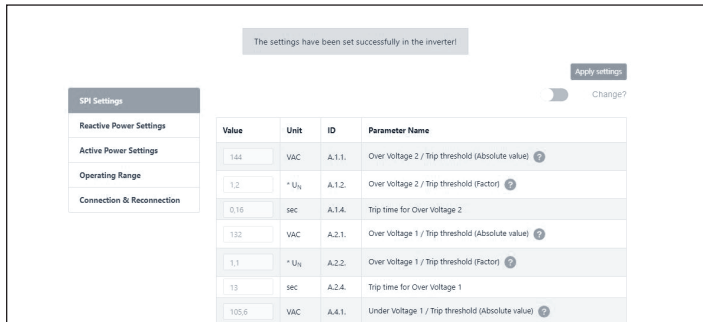 The settings have been set successfully in the inverter!
Apply settings
Change?
SPI Settings
Reactive Power Settings
Active Power Settings
Operating Range
Connection & Reconnection
Value Unit ID Parameter Name
144 VAC A.1.1. Over Voltage 2 / Trip threshold (Absolute value) ?
1,2 * UN A.1.2. Over Voltage 2 / Trip threshold (Factor) ?
0,16 sec A.1.4. Trip time for Over Voltage 2
132 VAC A.2.1. Over Voltage 1 / Trip threshold (Absolute value) ?
1,1 * UN A.2.2. Over Voltage 1 / Trip threshold (Factor) ?
13 sec A.2.4. Trip time for Over Voltage 1
105,6 VAC A.4.1. Under Voltage 1 / Trip threshold (Absolute value) ?